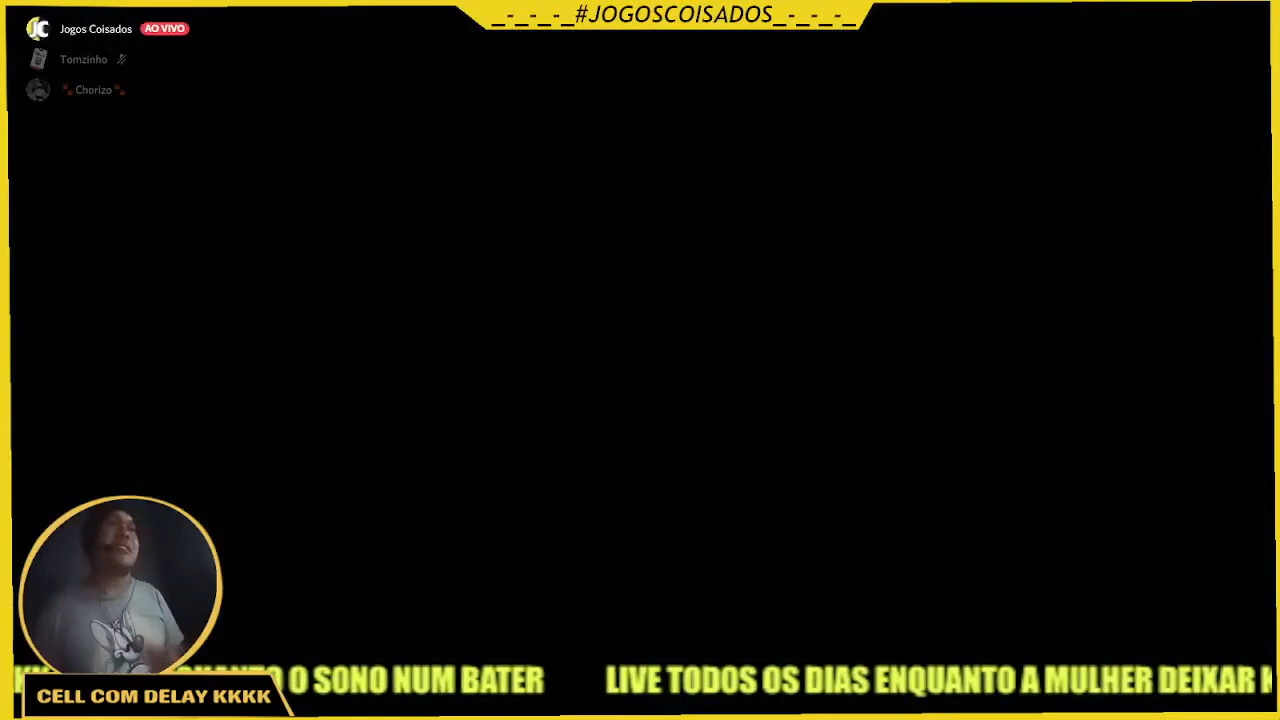 _-_-_-_#JOGOSCOISADOS_-_-_-_
JC Jogos Coisados AO VIVO
Tomzinho
Chorizo
O SONO NUM BATER LIVE TODOS OS DIAS ENQUANTO A MULHER DEIXAR
CELL COM DELAY KKKK